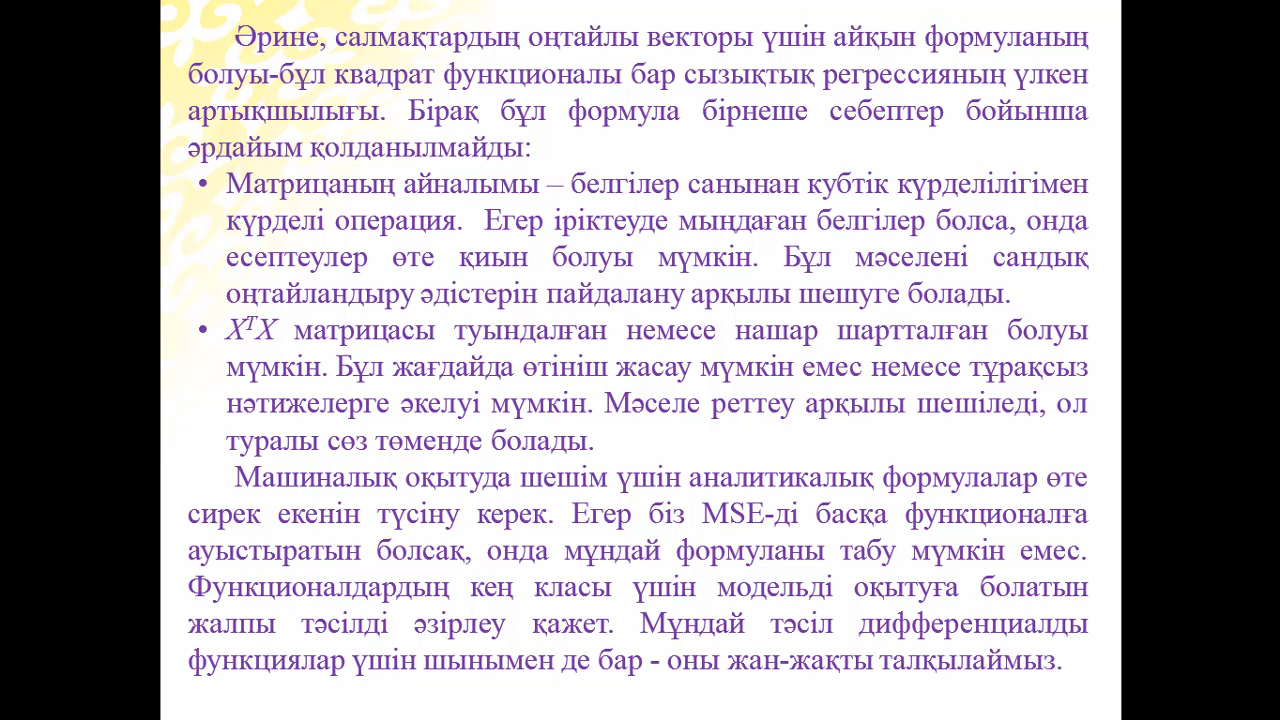 Әрине, салмақтардың оңтайлы векторы үшін айқын формуланың
болуы-бұл квадрат функционалы бар сызықтық регрессияның үлкен
артықшылығы. Бірақ бұл формула бірнеше себептер бойынша
әрдайым қолданылмайды:
• Матрицаның айналымы – белгілер санынан кубтік күрделілігімен
күрделі операция. Егер іріктеуде мыңдаған белгілер болса, онда
есептеулер өте қиын болуы мүмкін. Бұл мәселені сандық
оңтайландыру әдістерін пайдалану арқылы шешуге болады.
• XᵀX матрицасы туындалған немесе нашар шартталған болуы
мүмкін. Бұл жағдайда өтініш жасау мүмкін емес немесе тұрақсыз
нәтижелерге әкелуі мүмкін. Мәселе реттеу арқылы шешіледі, ол
туралы сөз төменде болады.
Машиналық оқытуда шешім үшін аналитикалық формулалар өте
сирек екенін түсіну керек. Егер біз MSE-ді басқа функционалға
ауыстыратын болсақ, онда мұндай формуланы табу мүмкін емес.
Функционалдардың кең класы үшін модельді оқытуға болатын
жалпы тәсілді әзірлеу қажет. Мұндай тәсіл дифференциалды
функциялар үшін шынымен де бар - оны жан-жақты талқылаймыз.